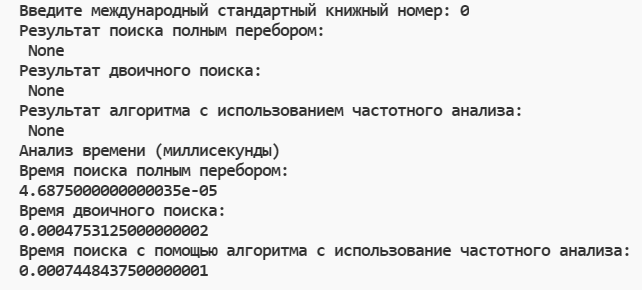 Введите международный стандартный книжный номер: 0
Результат поиска полным перебором:
None
Результат двоичного поиска:
None
Результат алгоритма с использованием частотного анализа:
None
Анализ времени (миллисекунды)
Время поиска полным перебором:
4.6875000000000035e-05
Время двоичного поиска:
0.0004753125000000002
Время поиска с помощью алгоритма с использование частотного анализа:
0.0007448437500000001